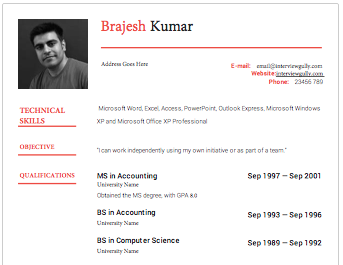 Brajesh Kumar
Address Goes Here
E-mail: email@interviewgully.com
Website:interviewgully.com
Phone: 23455 789
TECHNICAL SKILLS
Microsoft Word, Excel, Access, PowerPoint, Outlook Express, Microsoft Windows
XP and Microsoft Office XP Professional
OBJECTIVE
"I can work independently using my own initiative or as part of a team."
QUALIFICATIONS
MS in Accounting Sep 1997 — Sep 2001
University Name
Obtained the MS degree, with GPA 8.0
BS in Accounting Sep 1993 — Sep 1996
University Name
BS in Computer Science Sep 1989 — Sep 1992
University Name